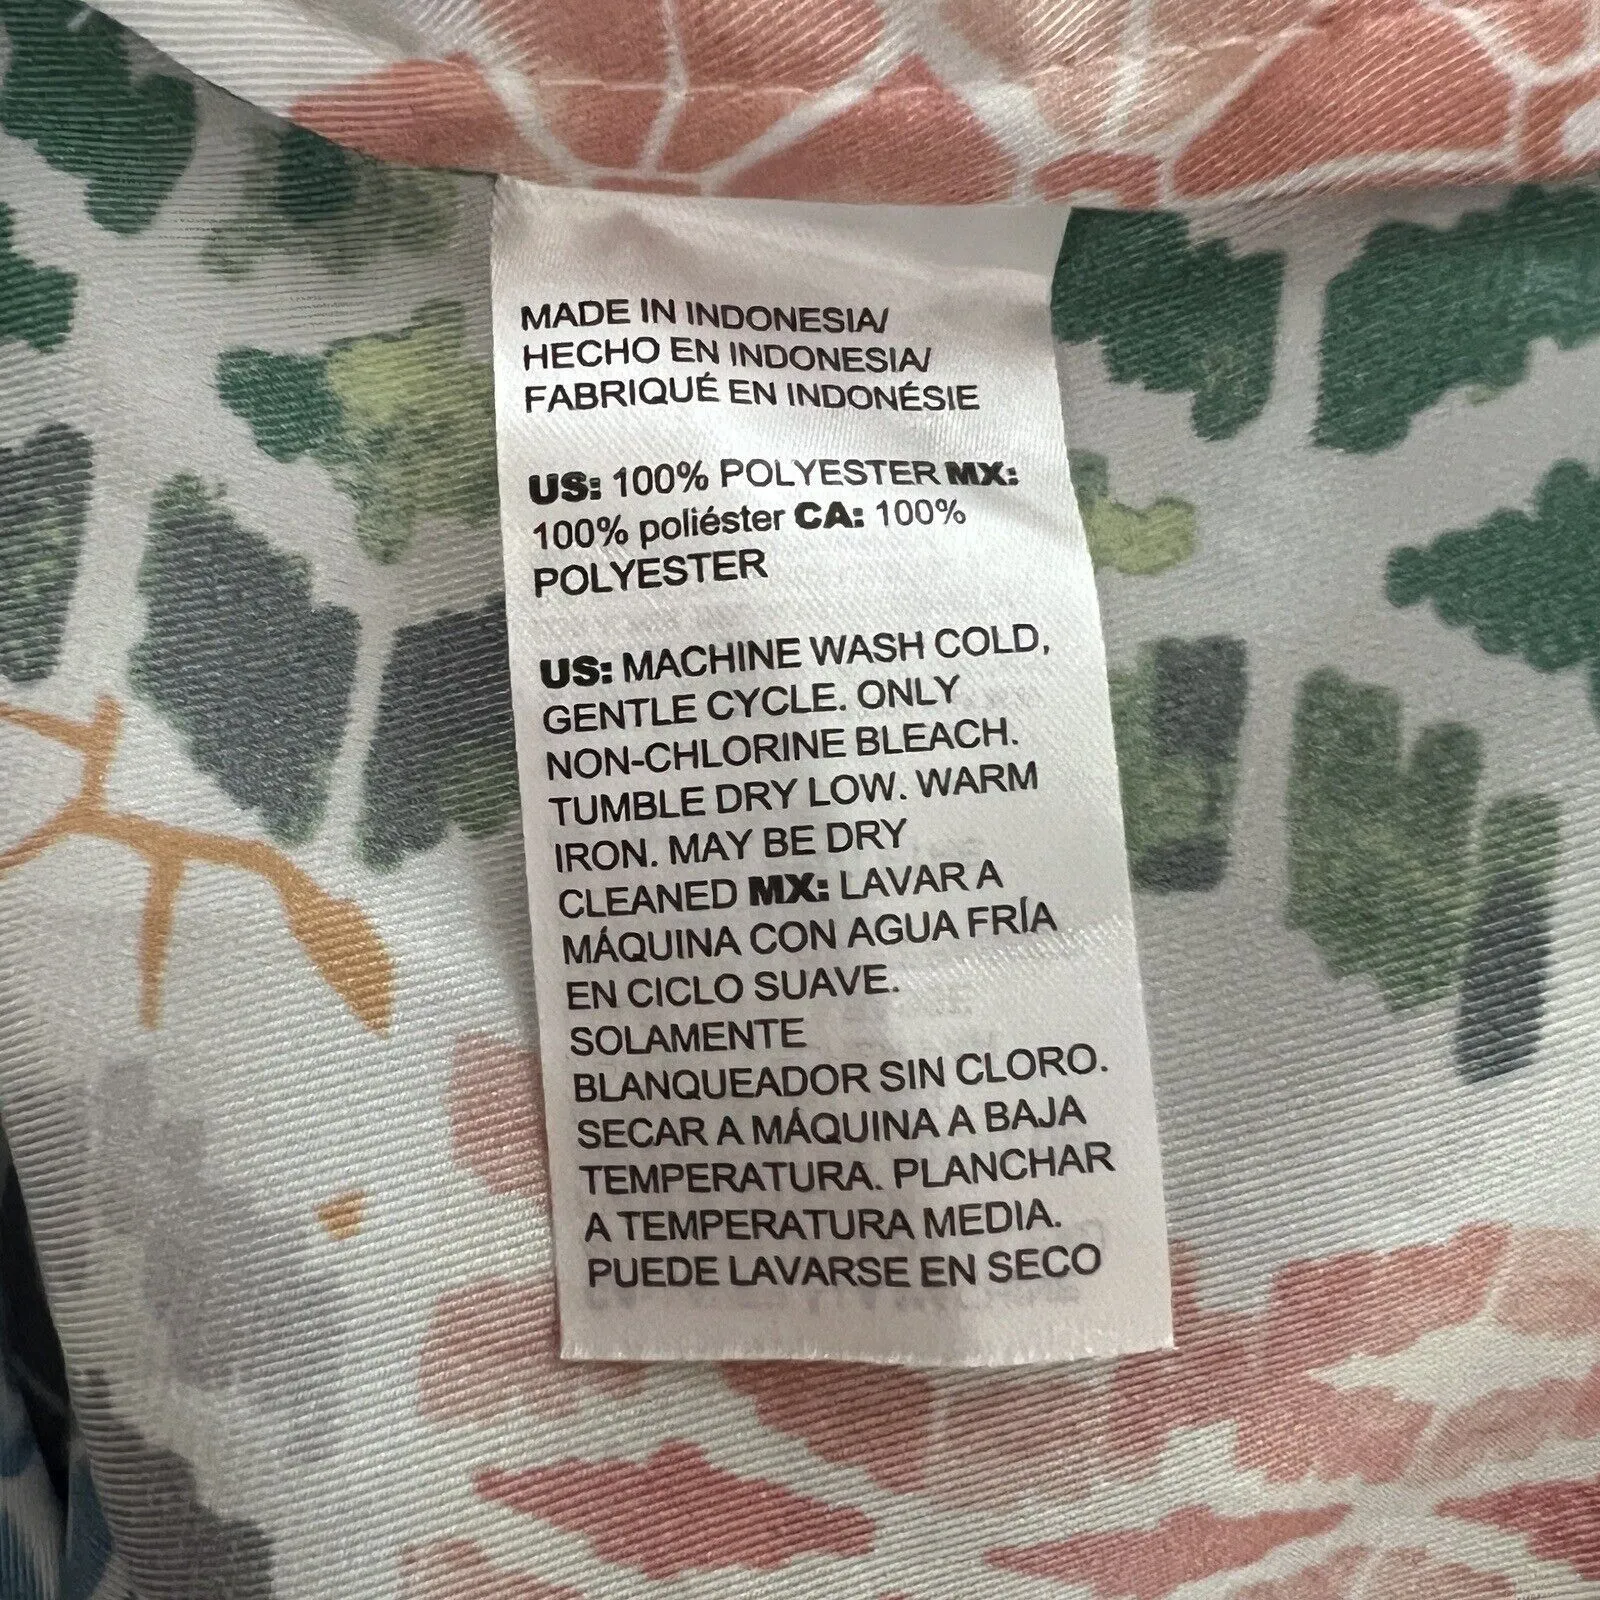 MADE IN INDONESIA/
HECHO EN INDONESIA/
FABRIQUÉ EN INDONÉSIE
US: 100% POLYESTER MX:
100% poliéster CA: 100%
POLYESTER
US: MACHINE WASH COLD,
GENTLE CYCLE. ONLY
NON-CHLORINE BLEACH.
TUMBLE DRY LOW. WARM
IRON. MAY BE DRY
CLEANED MX: LAVAR A
MÁQUINA CON AGUA FRÍA
EN CICLO SUAVE.
SOLAMENTE
BLANQUEADOR SIN CLORO.
SECAR A MÁQUINA A BAJA
TEMPERATURA. PLANCHAR
A TEMPERATURA MEDIA.
PUEDE LAVARSE EN SECO